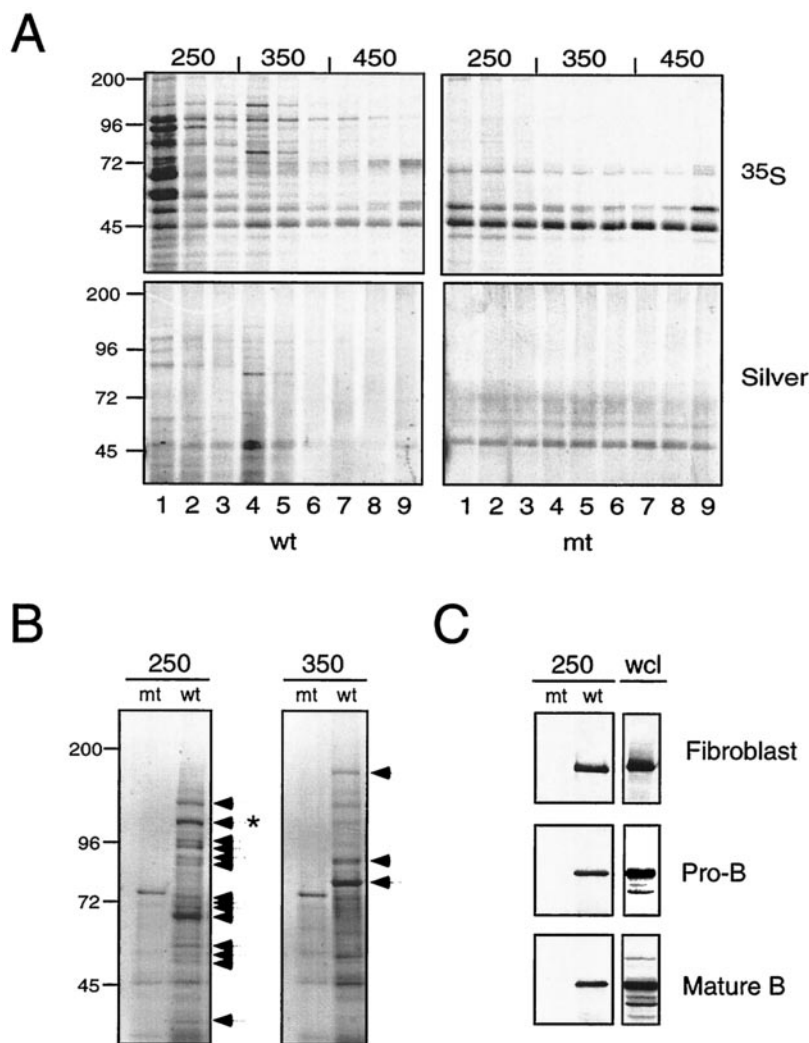 A
250 | 350 | 450
250 | 350 | 450
200
96
72
45
35S
200
96
72
45
Silver
1 2 3 4 5 6 7 8 9
1 2 3 4 5 6 7 8 9
wt
mt
B
250
350
mt wt
mt wt
200
96
72
45
*
C
250
wcl
mt wt
Fibroblast
Pro-B
Mature B